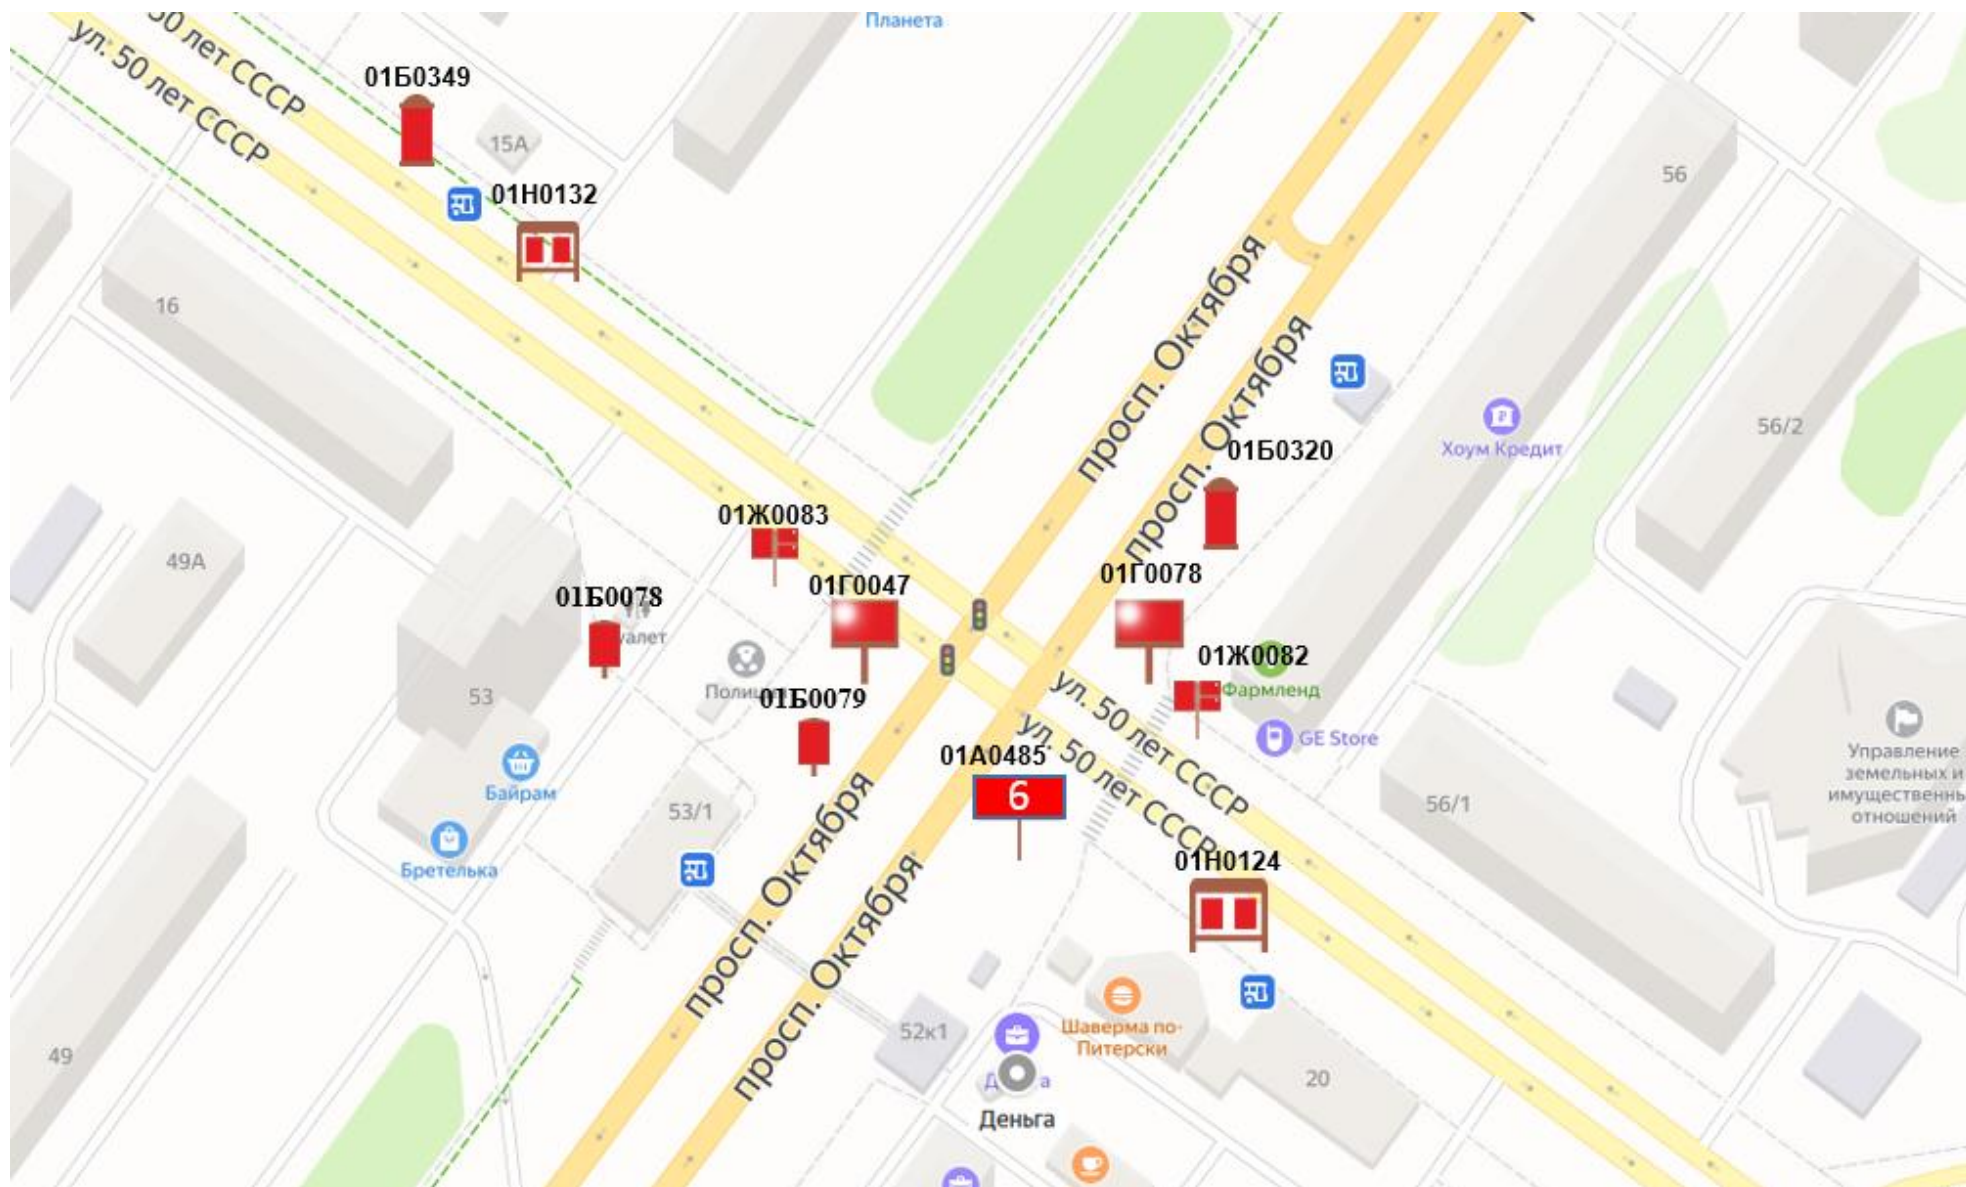 Планета
50 лет СССР
ул. 50 лет СССР
01Б0349
15А
01Н0132
56
16
просп. Октября
просп. Октября
56/2
Хоум Кредит
01Б0320
01Ж0083
49А
01Г0047
01Г0078
01Б0078
01Ж0082
Фармленд
53
01Б0079
ул. 50 лет СССР
ул. 50 лет СССР
GE Store
01А0485
6
Управление
земельных и
имущественнь
отношений
Байрам
53/1
56/1
Бретелька
01Н0124
просп. Октября
просп. Октября
52к1
Шаверма по-
Питерски
49
20
Деньга